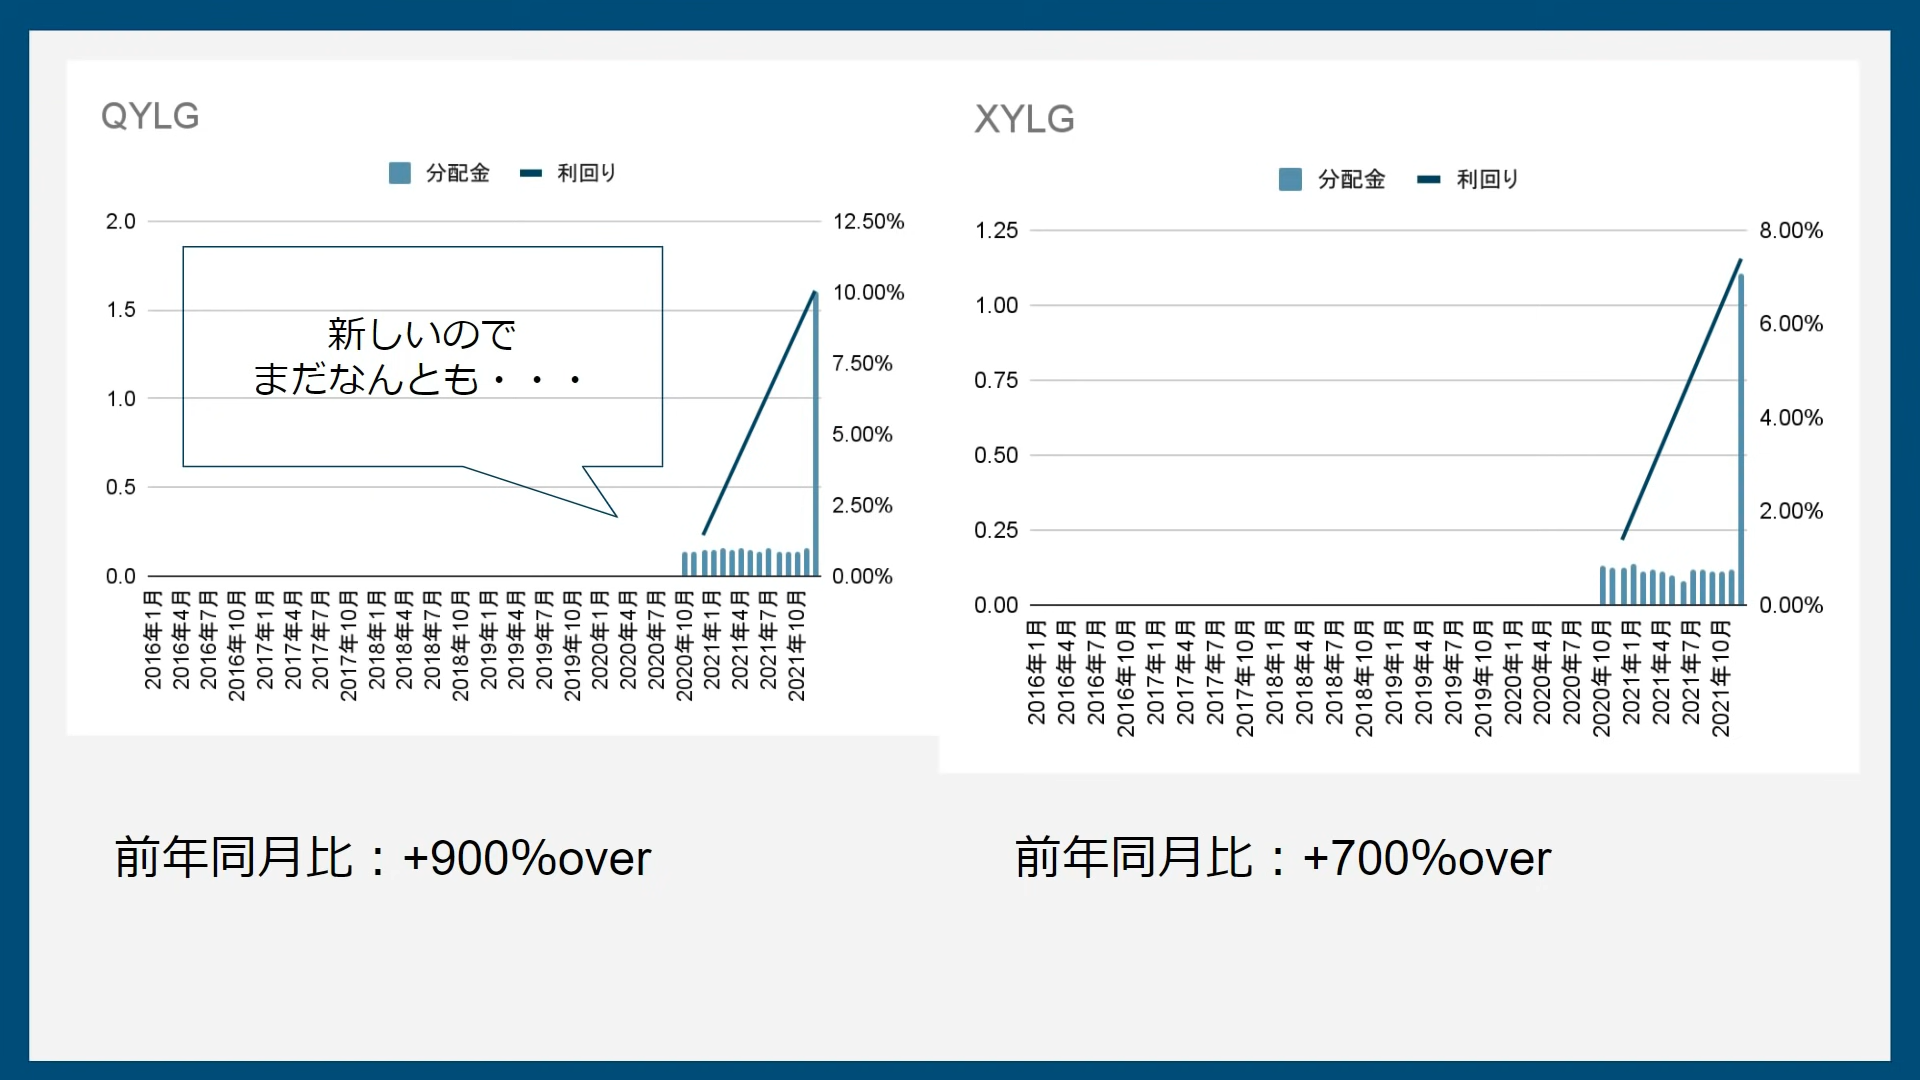 QYLG
分配金 利回り
2.0
1.5
1.0
0.5
0.0
12.50%
10.00%
7.50%
5.00%
2.50%
0.00%
新しいので
まだなんとも・・・
2016年1月
2016年4月
2016年7月
2016年10月
2017年1月
2017年4月
2017年7月
2017年10月
2018年1月
2018年4月
2018年7月
2018年10月
2019年1月
2019年4月
2019年7月
2019年10月
2020年1月
2020年4月
2020年7月
2020年10月
2021年1月
2021年4月
2021年7月
2021年10月
前年同月比：+900%over
XYLG
分配金 利回り
1.25
1.00
0.75
0.50
0.25
0.00
8.00%
6.00%
4.00%
2.00%
0.00%
2016年1月
2016年4月
2016年7月
2016年10月
2017年1月
2017年4月
2017年7月
2017年10月
2018年1月
2018年4月
2018年7月
2018年10月
2019年1月
2019年4月
2019年7月
2019年10月
2020年1月
2020年4月
2020年7月
2020年10月
2021年1月
2021年4月
2021年7月
2021年10月
前年同月比：+700%over